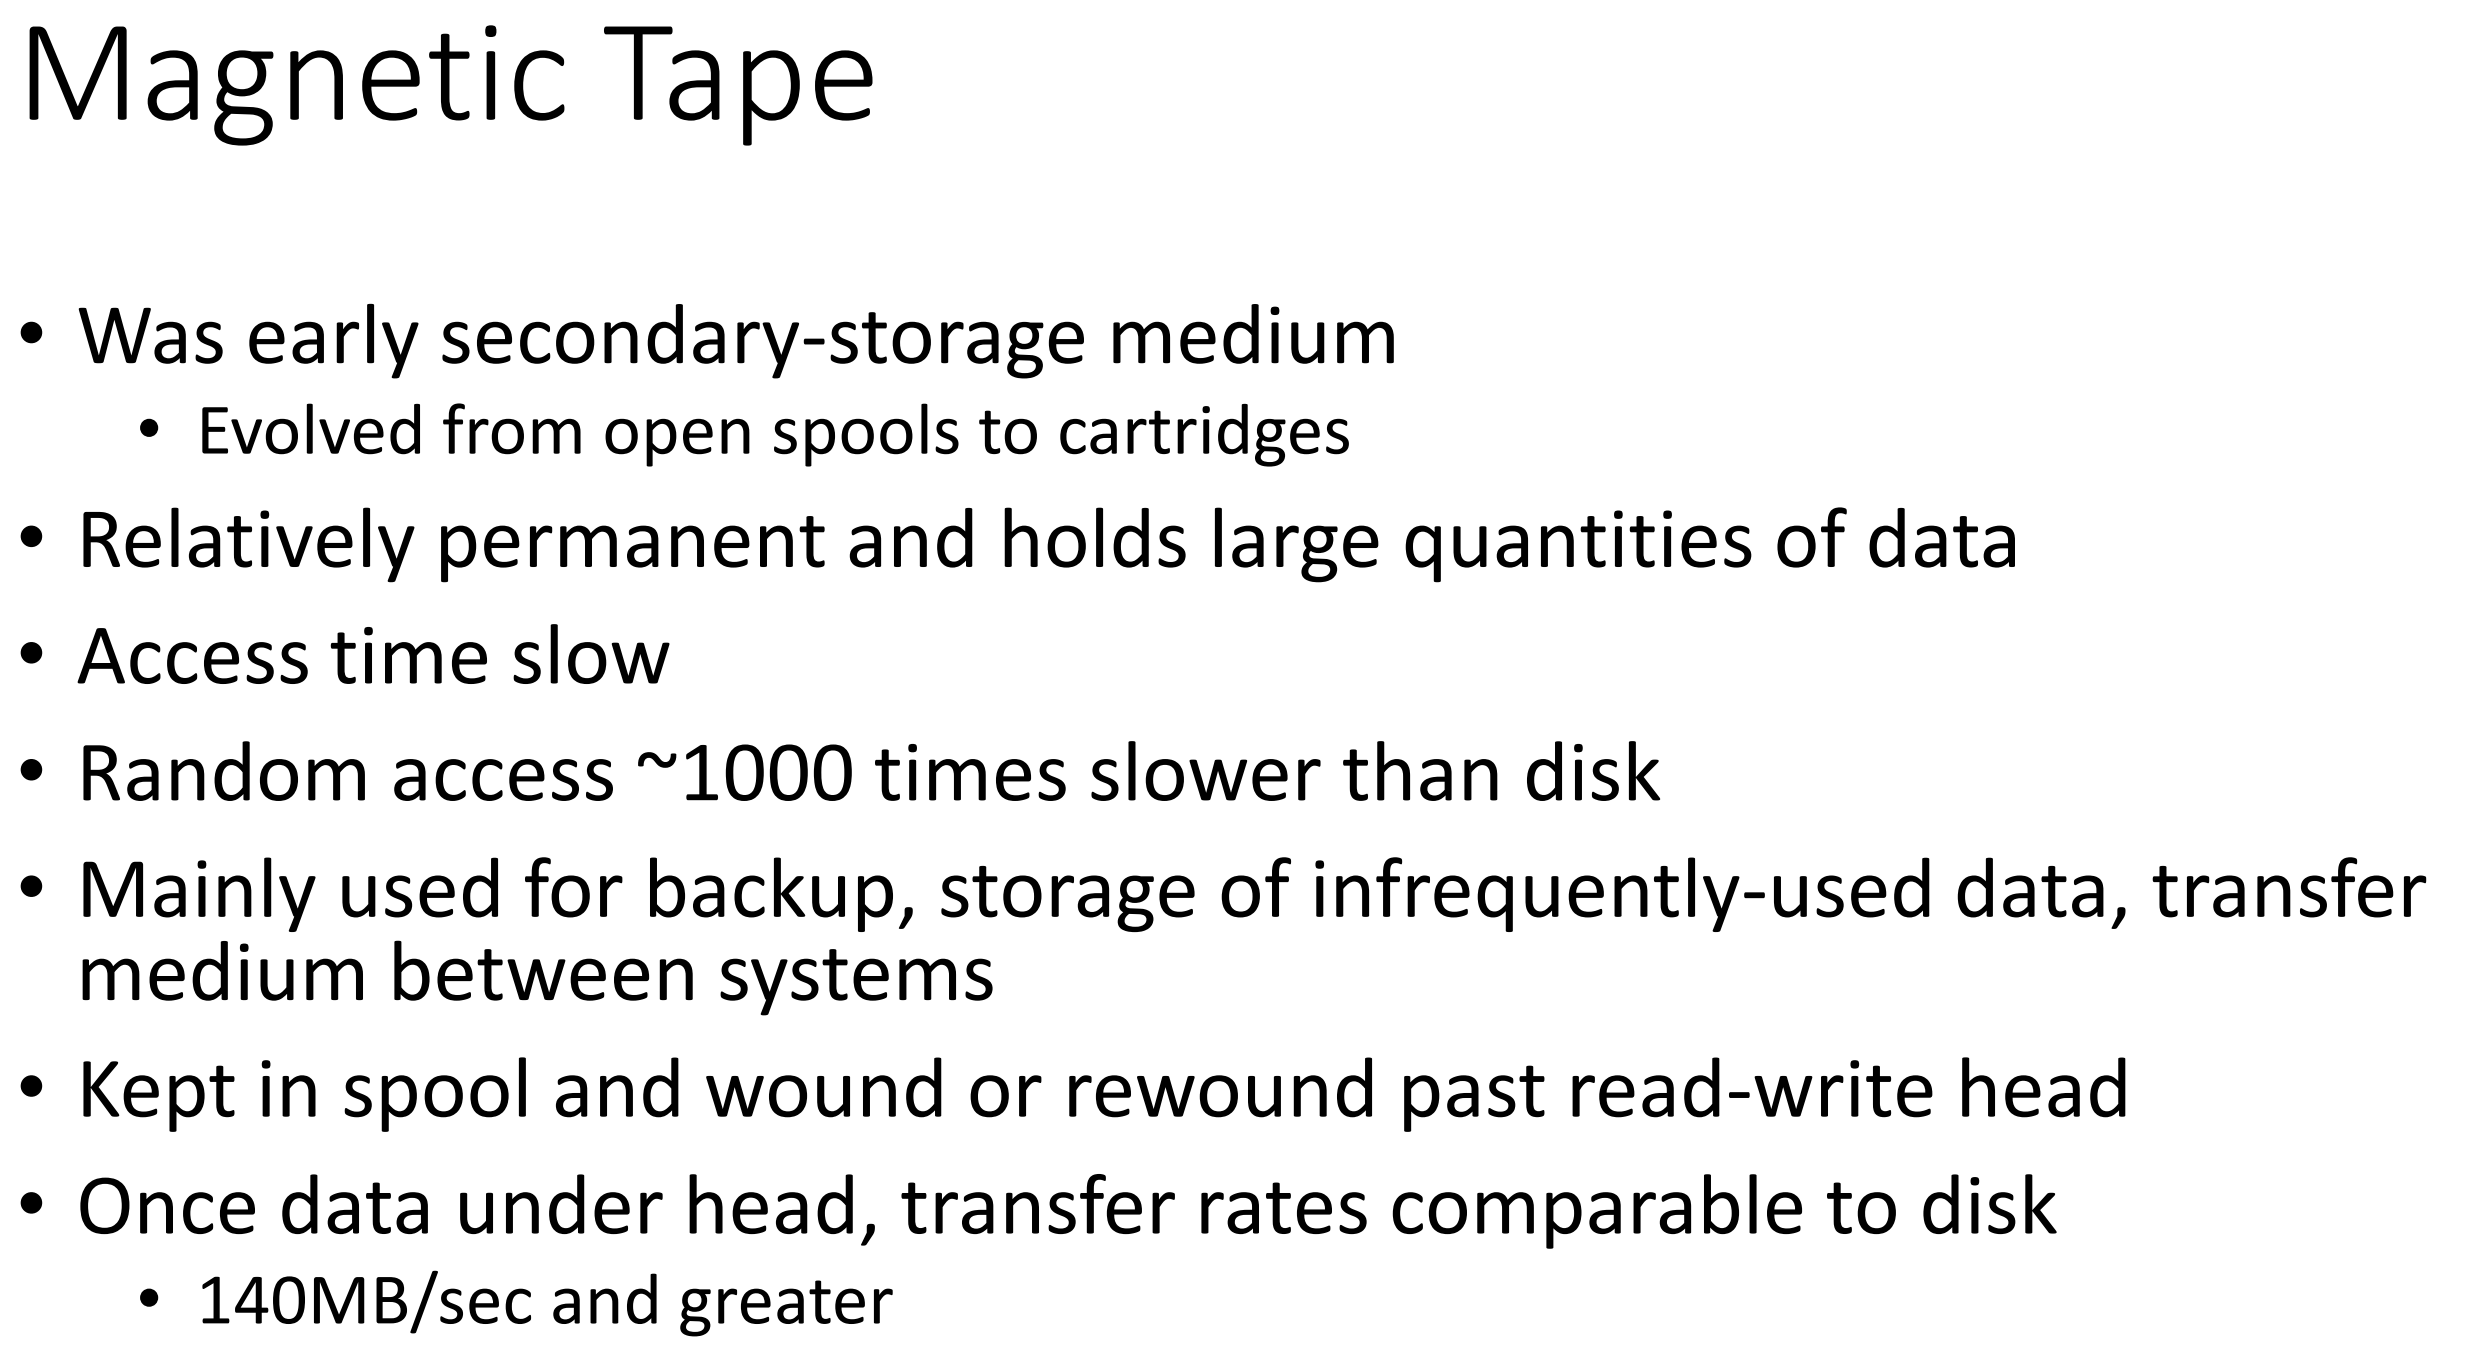 Magnetic Tape
• Was early secondary-storage medium
• Evolved from open spools to cartridges
• Relatively permanent and holds large quantities of data
• Access time slow
• Random access ~1000 times slower than disk
• Mainly used for backup, storage of infrequently-used data, transfer
medium between systems
• Kept in spool and wound or rewound past read-write head
• Once data under head, transfer rates comparable to disk
• 140MB/sec and greater